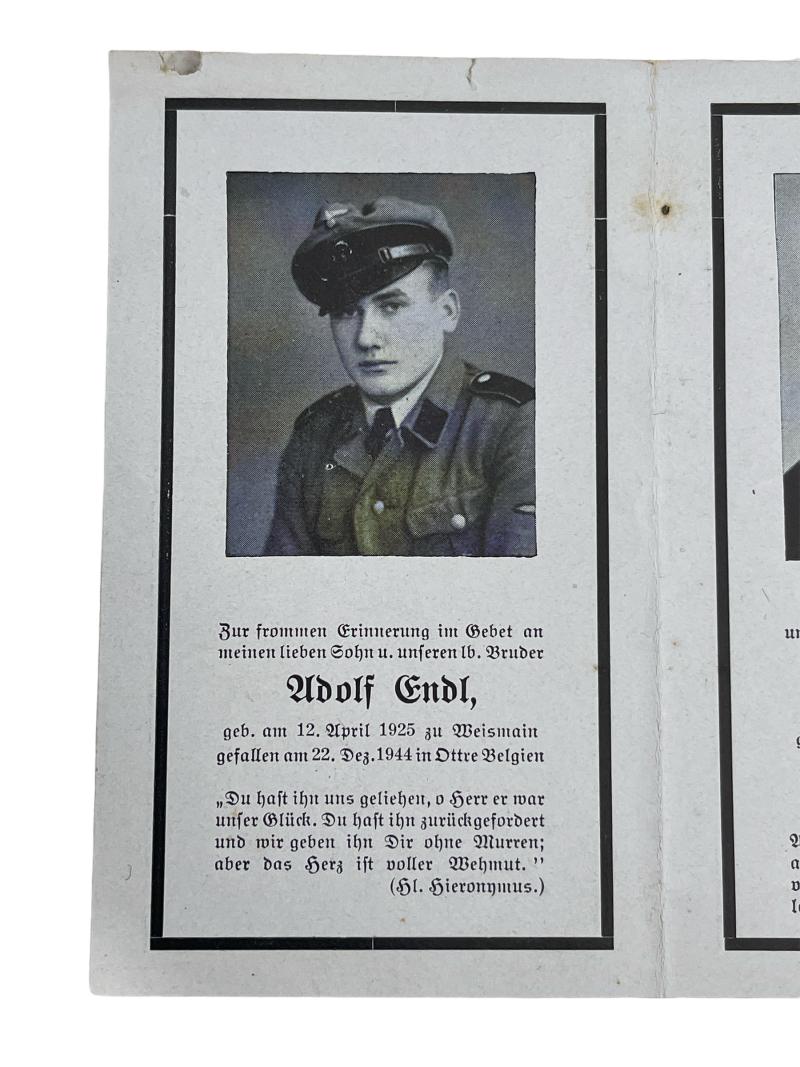 Zur frommen Erinnerung im Gebet an
meinen lieben Sohn u. unseren lb. Bruder
Adolf Endl,
geb. am 12. April 1925 zu Weismain
gefallen am 22. Dez. 1944 in Ottre Belgien
„Du hast ihn uns geliehen, o Herr er war
unser Glück. Du hast ihn zurückgefordert
und wir geben ihn Dir ohne Murren;
aber das Herz ist voller Wehmut."
(Hl. Hieronymus.)